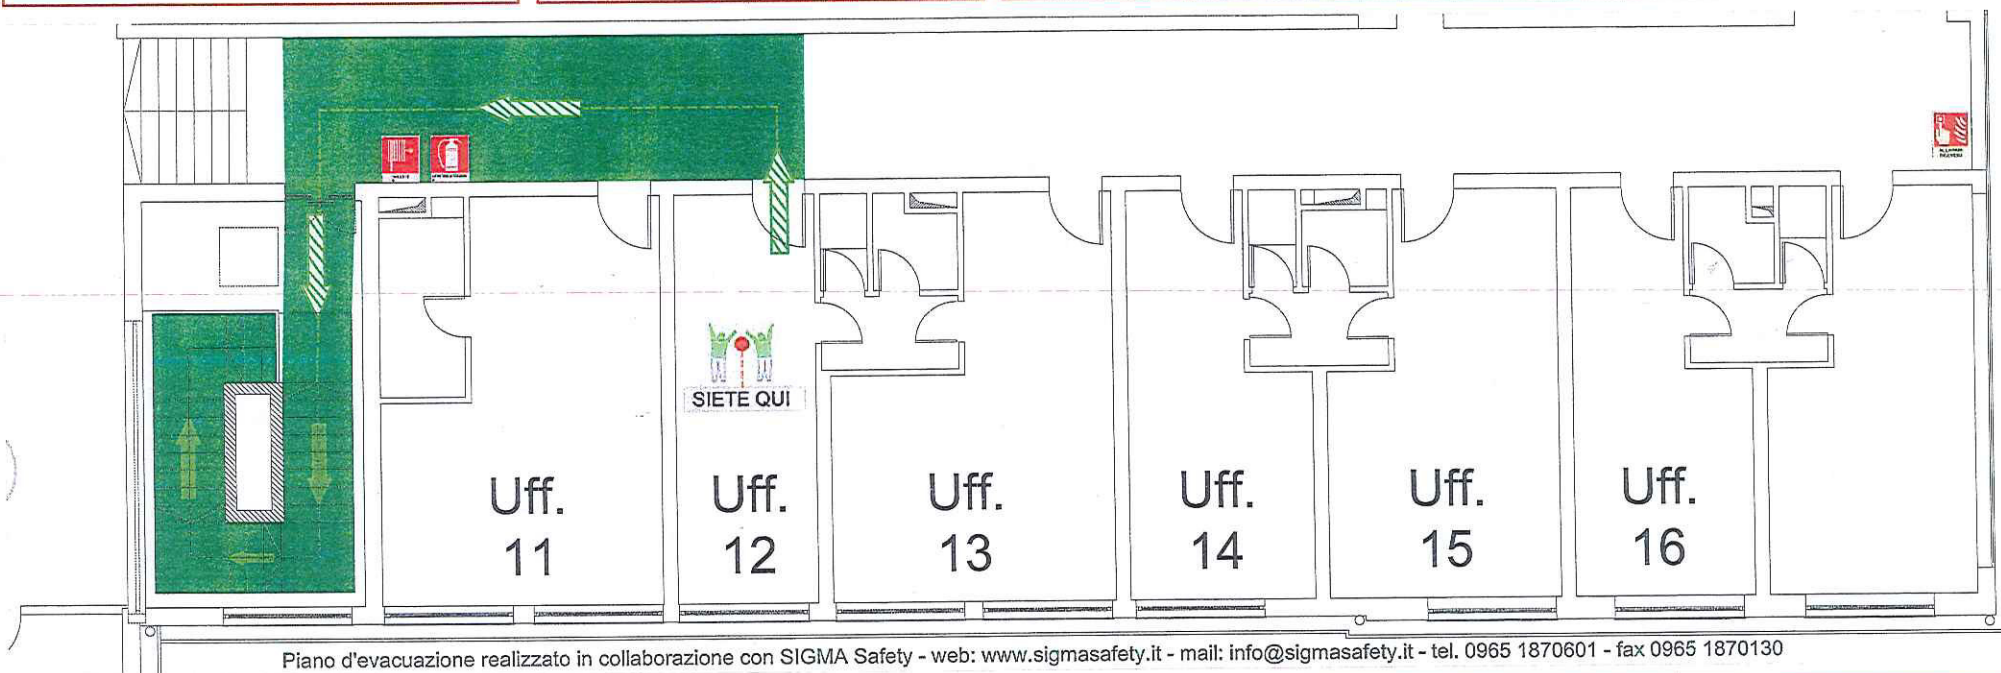 SIETE QUI
Uff.
11
Uff.
12
Uff.
13
Uff.
14
Uff.
15
Uff.
16
Piano d'evacuazione realizzato in collaborazione con SIGMA Safety - web: www.sigmasafety.it - mail: info@sigmasafety.it - tel. 0965 1870601 - fax 0965 1870130